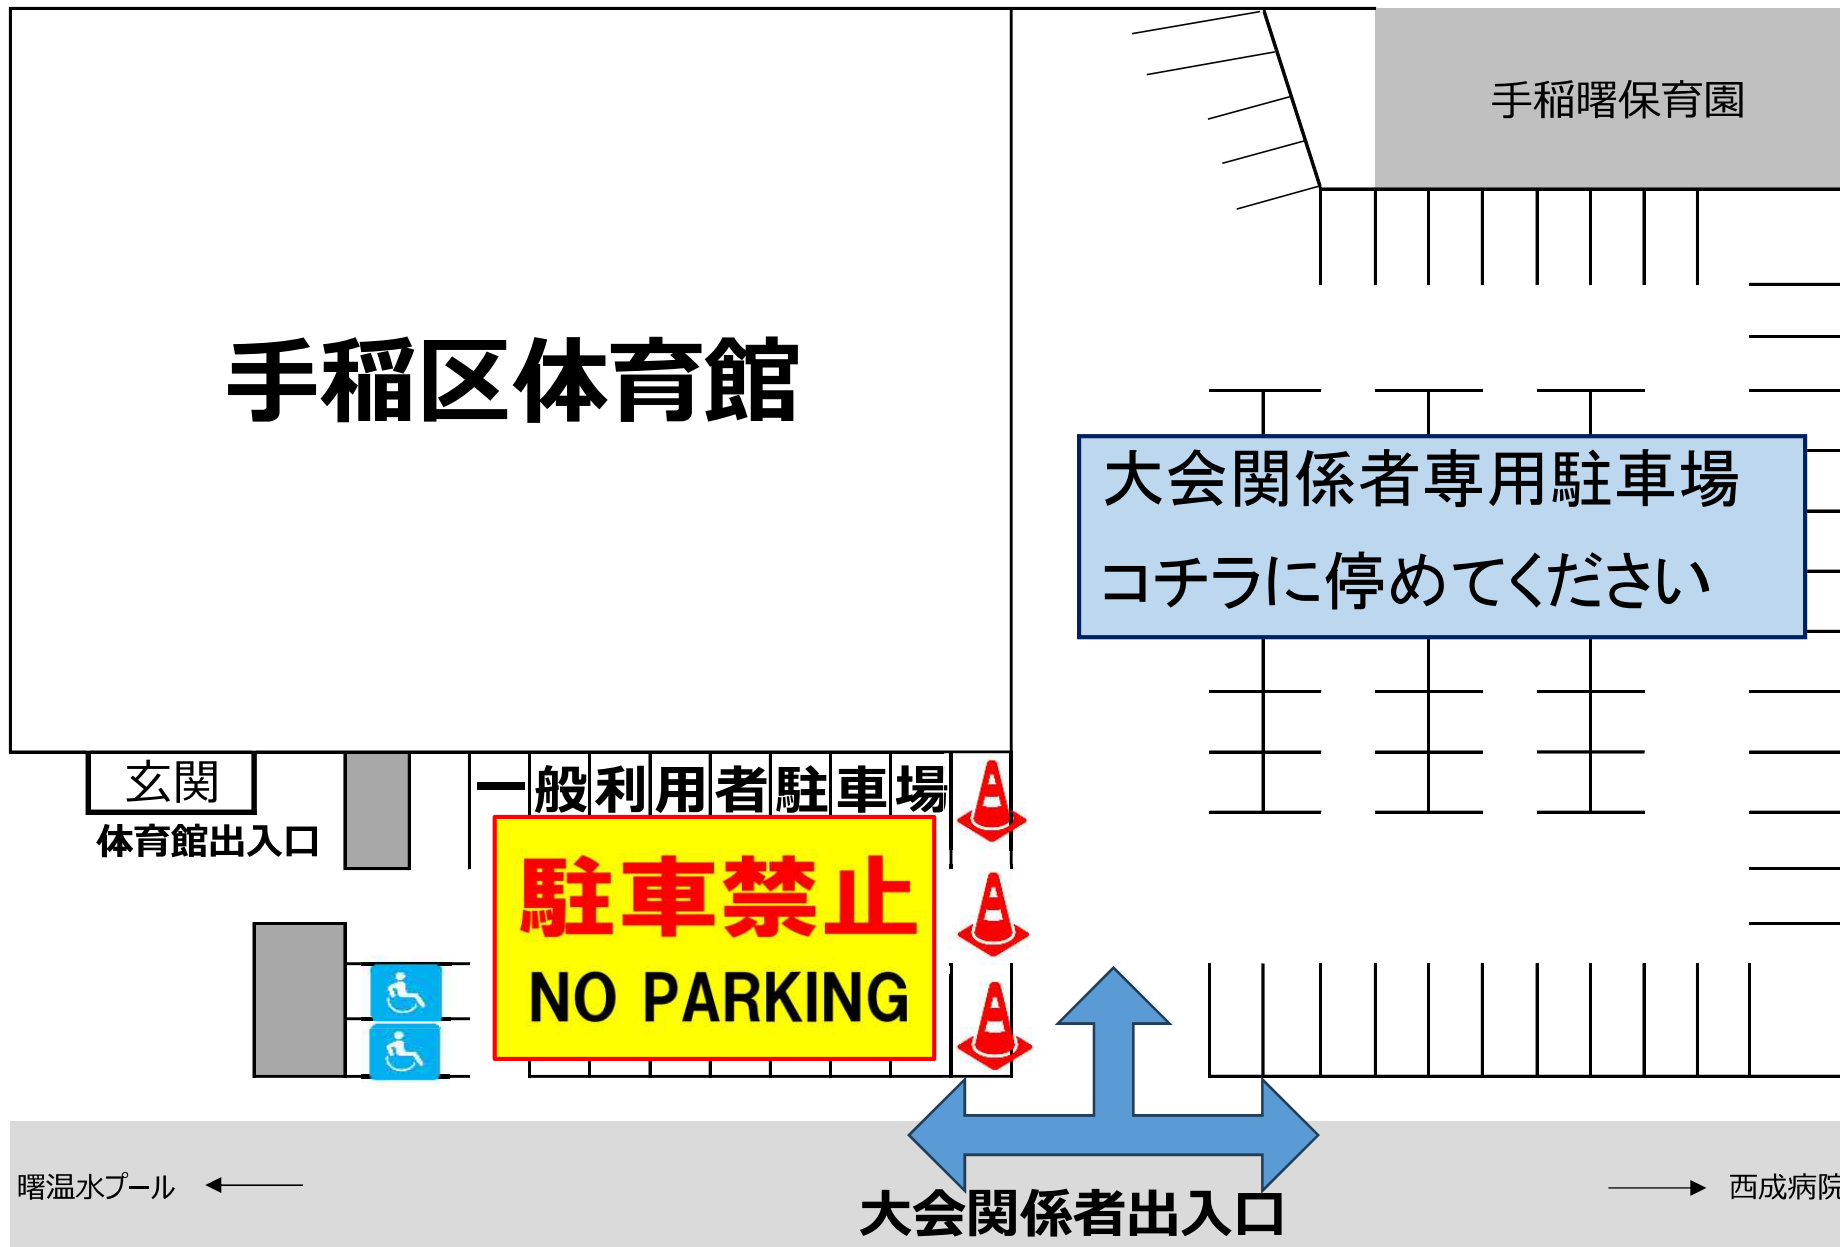 手稲曙保育園
手稲区体育館
大会関係者専用駐車場
コチラに停めてください
玄関
体育館出入口
一般利用者駐車場
駐車禁止
NO PARKING
曙温水プール
西成病院
大会関係者出入口